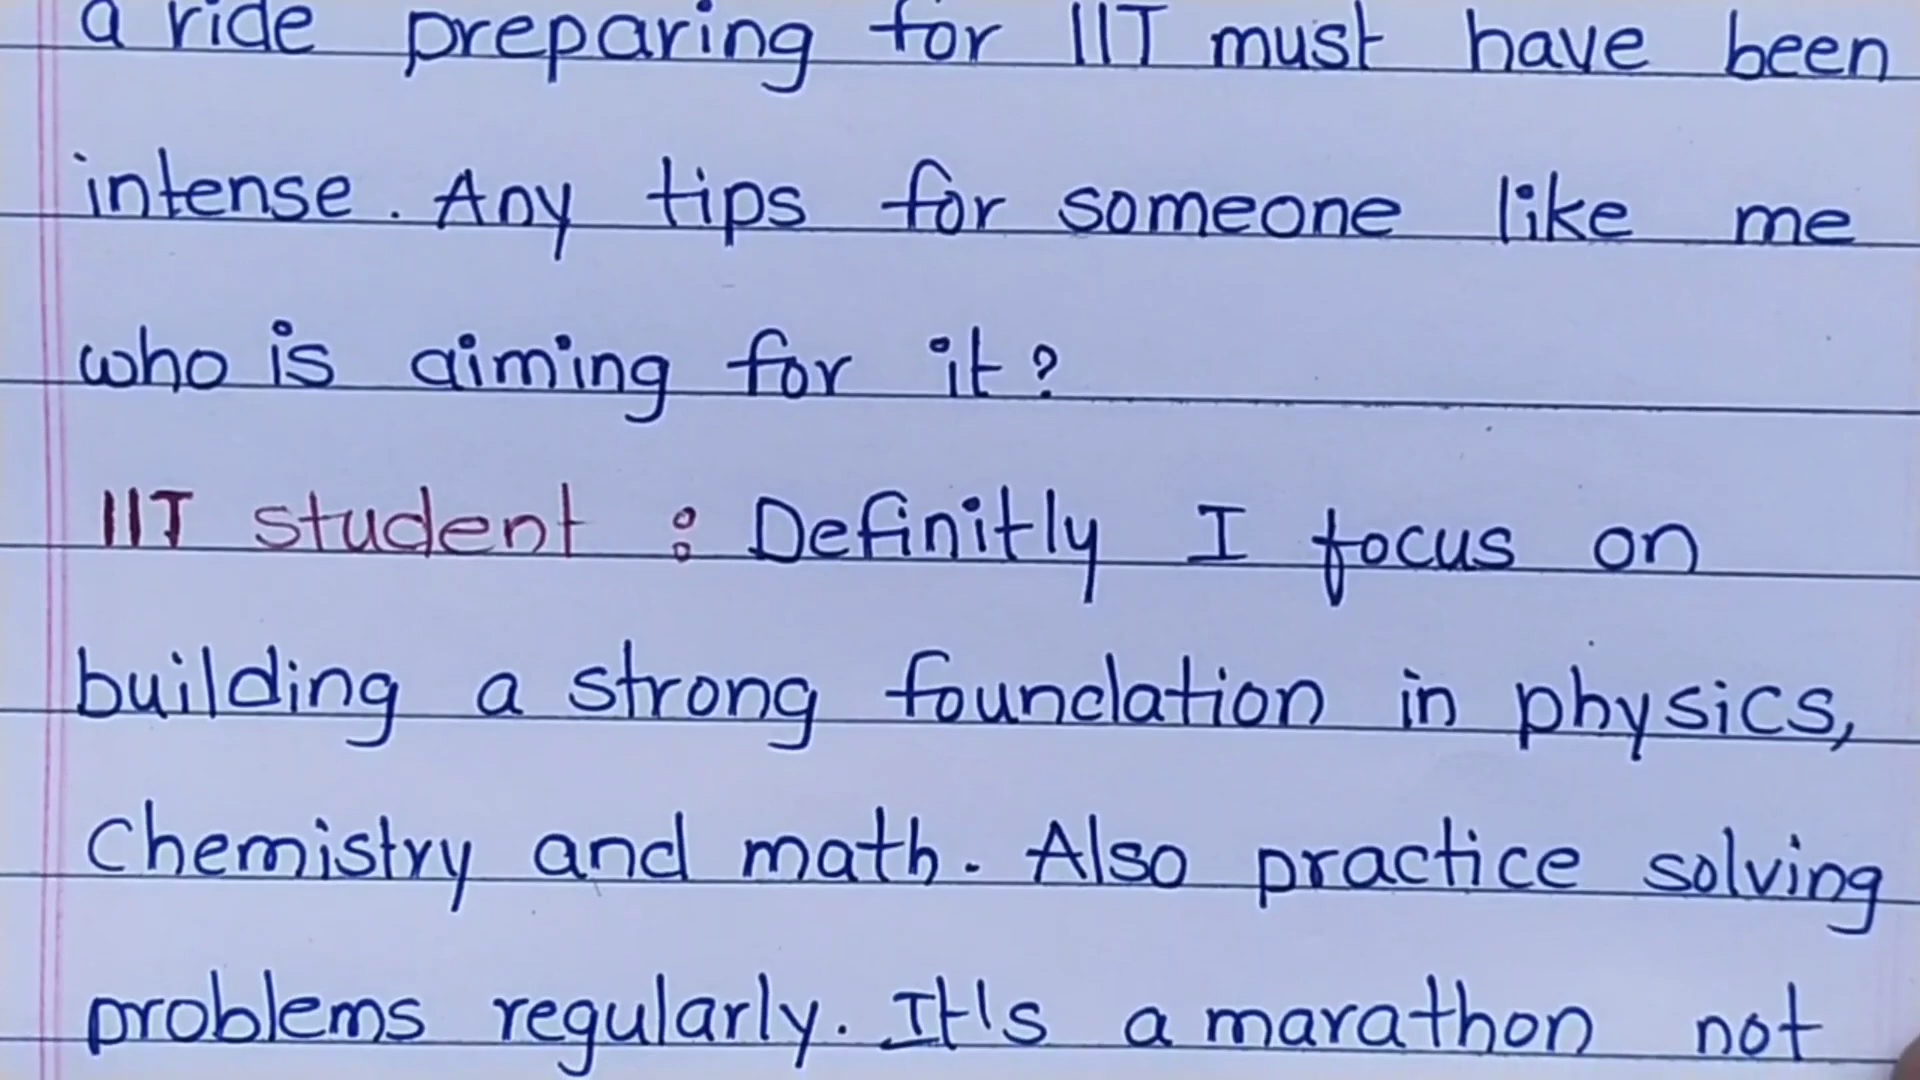 a ride preparing for IIT must have been
intense. Any tips for someone like me
who is aiming for it?
IIT student : Definitly I focus on
building a strong foundation in physics,
Chemistry and math. Also practice solving
problems regularly. It's a marathon not